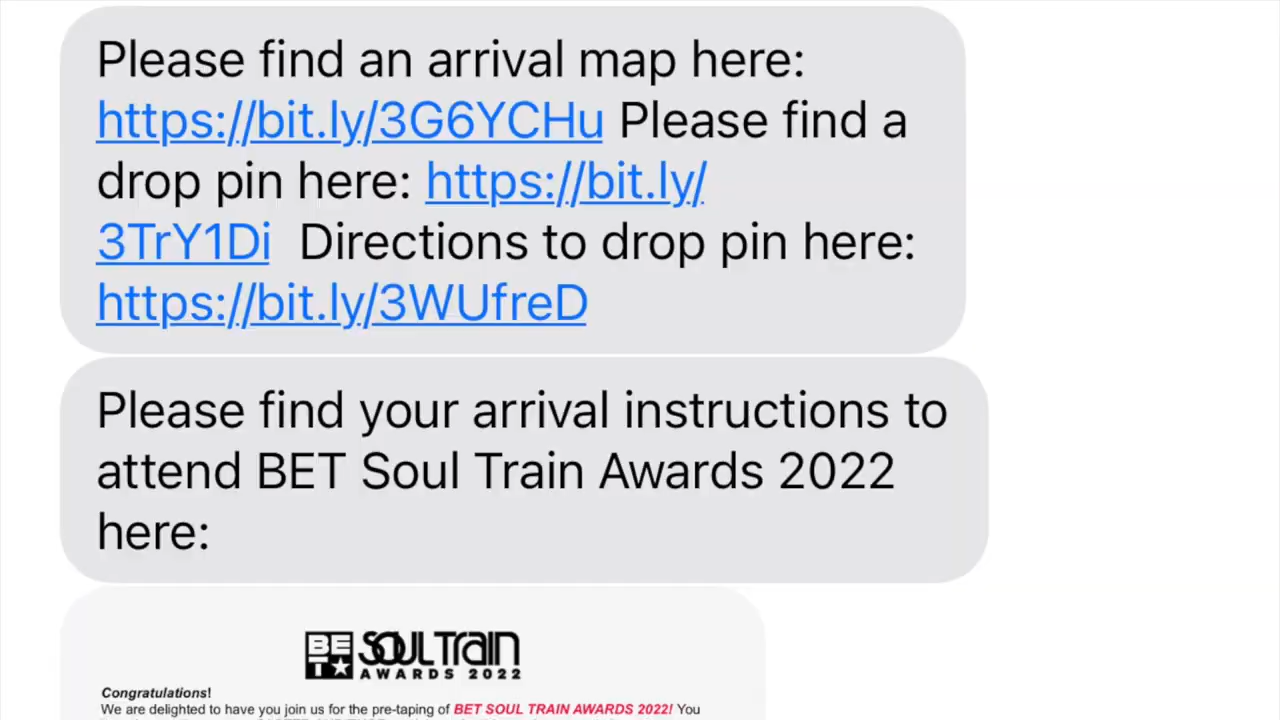 Please find an arrival map here:
https://bit.ly/3G6YCHu Please find a
drop pin here: https://bit.ly/
3TrY1Di Directions to drop pin here:
https://bit.ly/3WUfreD
Please find your arrival instructions to
attend BET Soul Train Awards 2022
here:
BET★ SOUL TRAIN
AWARDS 2022
Congratulations!
We are delighted to have you join us for the pre-taping of BET SOUL TRAIN AWARDS 2022! You